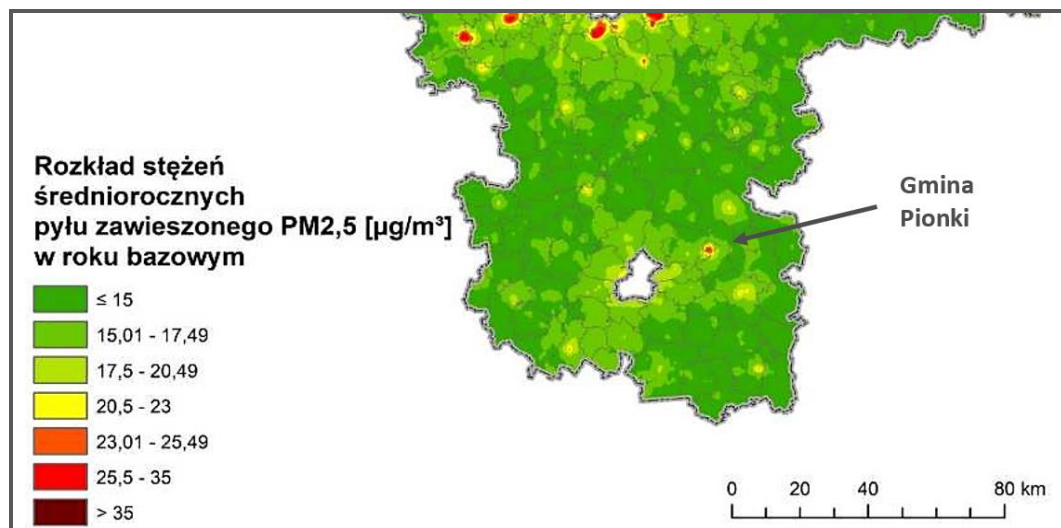 Rozkład stężeń
średniorocznych
pyłu zawieszonego PM2,5 [µg/m³]
w roku bazowym
≤ 15
15,01 - 17,49
17,5 - 20,49
20,5 - 23
23,01 - 25,49
25,5 - 35
> 35
Gmina
Pionki
0 20 40 80 km